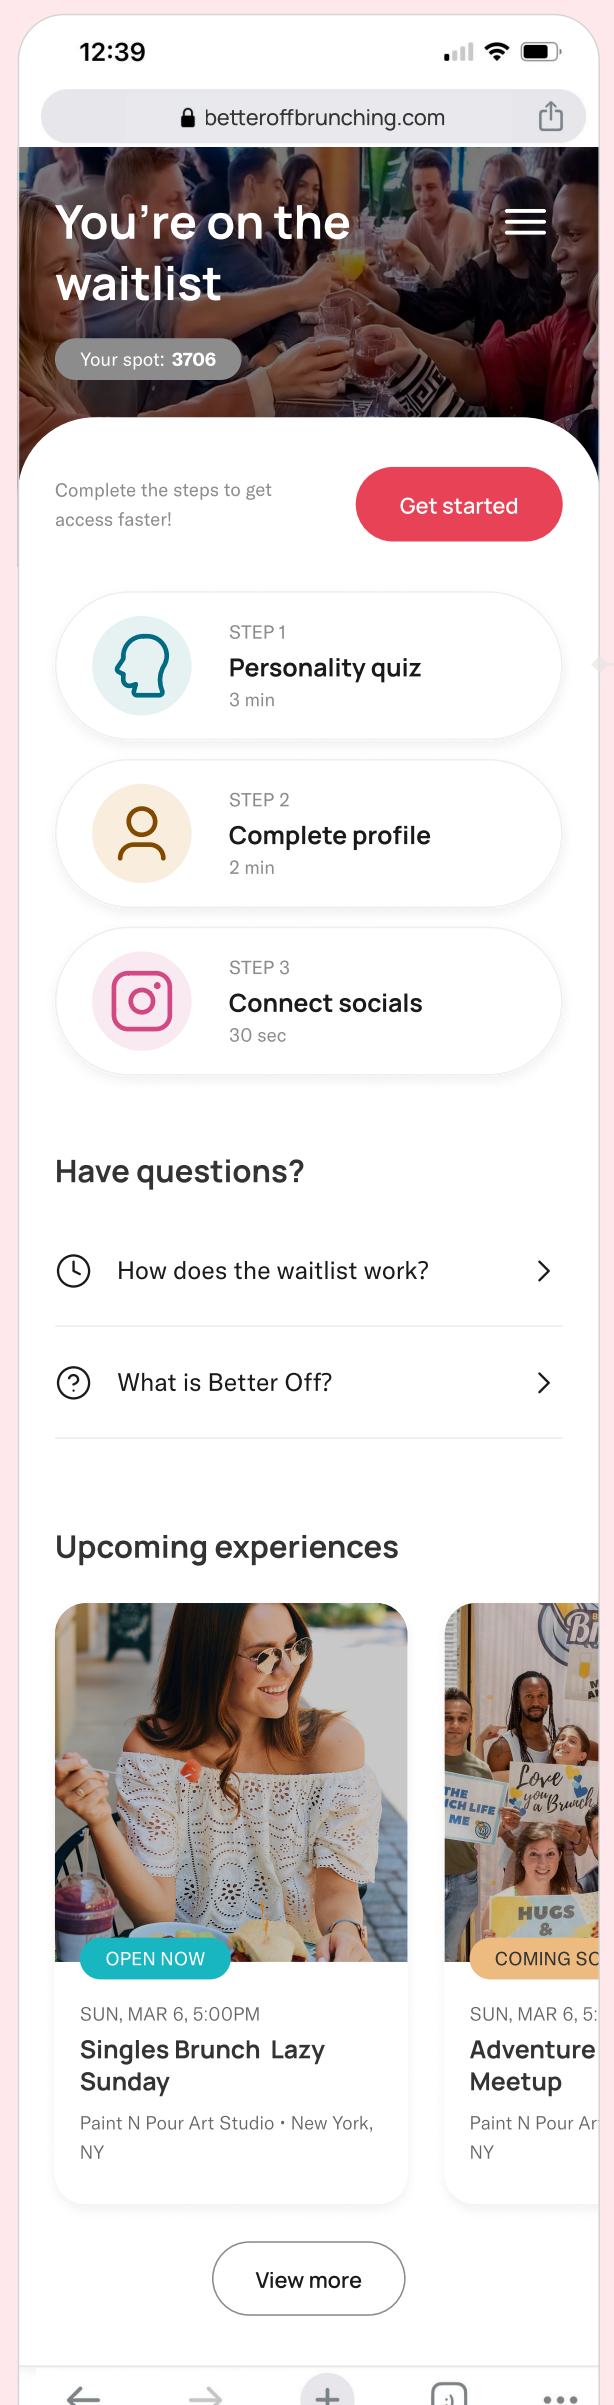 12:39
betteroffbrunching.com
You're on the
waitlist
Your spot: 3706
Complete the steps to get
access faster!
Get started
STEP 1
Personality quiz
3 min
STEP 2
Complete profile
2 min
STEP 3
Connect socials
30 sec
Have questions?
How does the waitlist work?
What is Better Off?
Upcoming experiences
Love
you
a Brunch
THE
LIFE
ME
HUGS
&
OPEN NOW
COMING
SUN, MAR 6, 5:00PM
Singles Brunch Lazy
Sunday
Paint N Pour Art Studio • New York,
NY
SUN, MAR 6, 5:
Adventure
Meetup
Paint N Pour
NY
View more